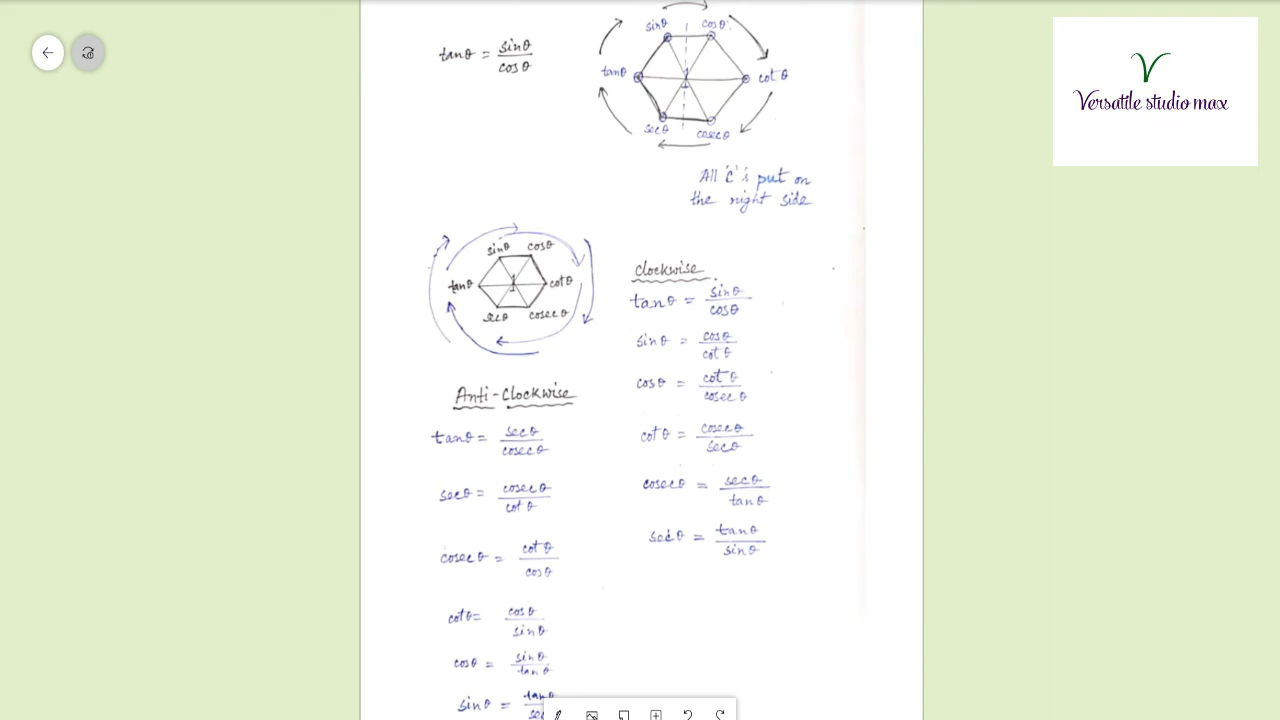 tanθ = sinθ/cosθ
sinθ cosθ
tanθ 1 cotθ
secθ cosecθ
All 'C's put on
the right side
sinθ cosθ
tanθ 1 cotθ
secθ cosecθ
Anti-Clockwise
tanθ = secθ/cosecθ
secθ = cosecθ/cotθ
cosecθ = cotθ/cosθ
cotθ = cosθ/sinθ
cosθ = sinθ/tanθ
sinθ = tanθ/sec
Clockwise
tanθ = sinθ/cosθ
sinθ = cosθ/cotθ
cosθ = cotθ/cosecθ
cotθ = cosecθ/secθ
cosecθ = secθ/tanθ
secθ = tanθ/sinθ
Versatile studio max